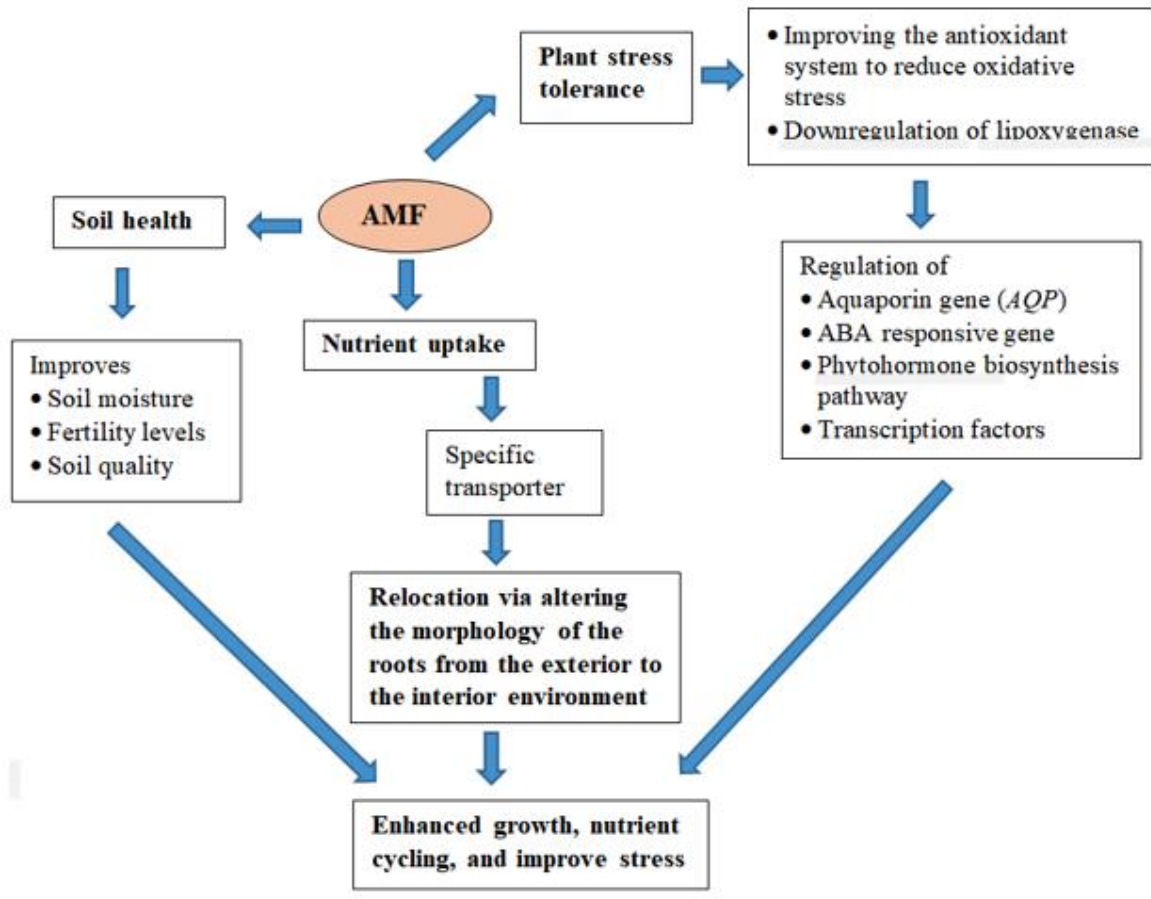 Plant stress
tolerance
• Improving the antioxidant
system to reduce oxidative
stress
• Downregulation of lipoxygenase
AMF
Soil health
Nutrient uptake
Regulation of
• Aquaporin gene (AQP)
• ABA responsive gene
• Phytohormone biosynthesis
pathway
• Transcription factors
Improves
• Soil moisture
• Fertility levels
• Soil quality
Specific
transporter
Relocation via altering
the morphology of the
roots from the exterior to
the interior environment
Enhanced growth, nutrient
cycling, and improve stress